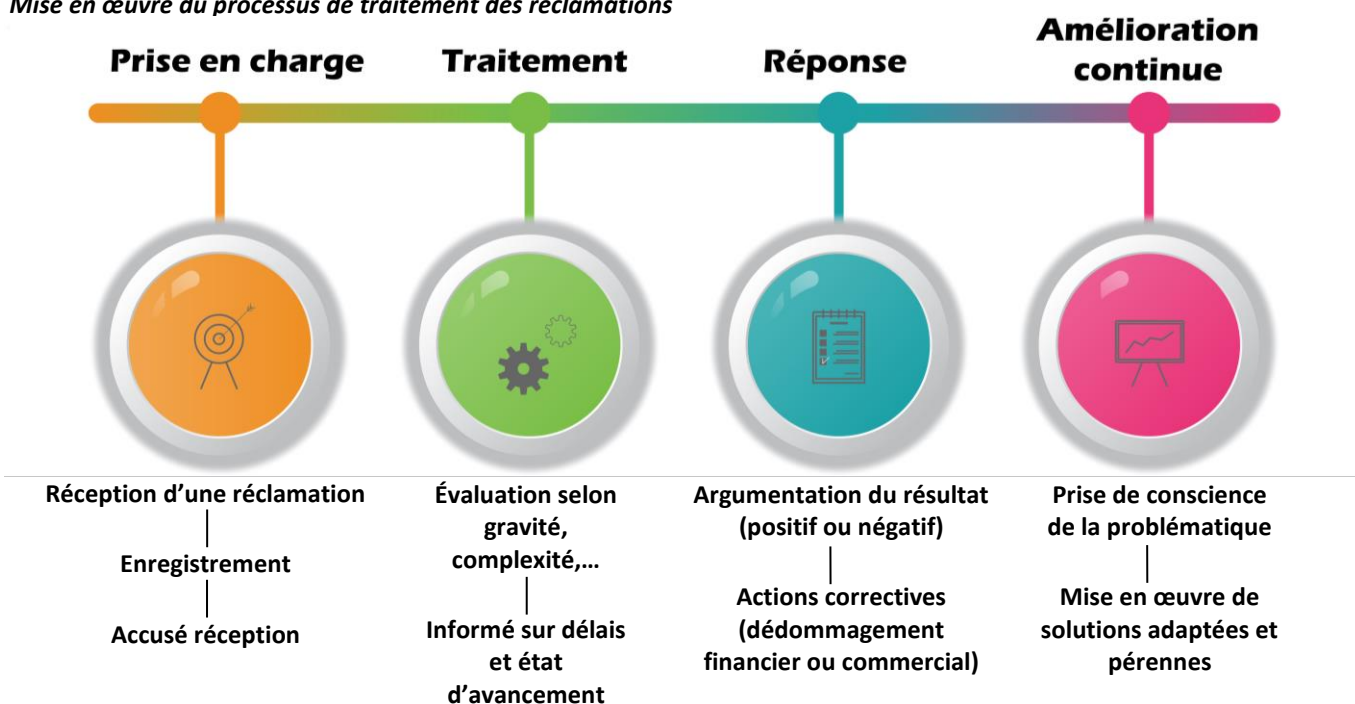 Mise en œuvre du processus de traitement des réclamations
Prise en charge
Traitement
Réponse
Amélioration
continue
Réception d’une réclamation
Enregistrement
Accusé réception
Évaluation selon
gravité,
complexité,…
Informé sur délais
et état
d’avancement
Argumentation du résultat
(positif ou négatif)
Actions correctives
(dédommagement
financier ou commercial)
Prise de conscience
de la problématique
Mise en œuvre de
solutions adaptées et
pérennes